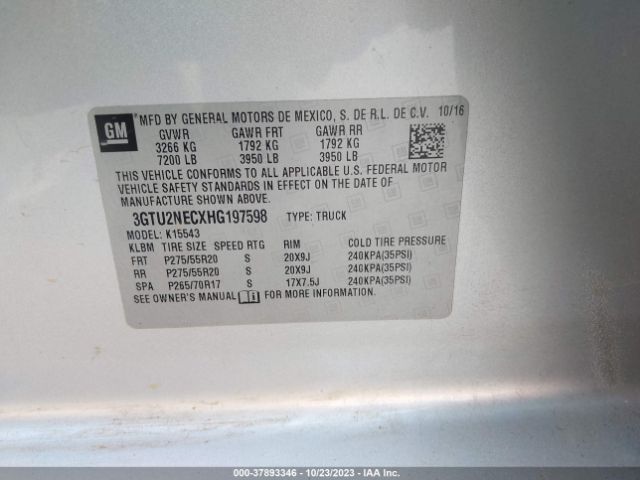 GM
MFD BY GENERAL MOTORS DE MEXICO, S. DE R.L. DE C.V. 10/16
GVWR GAWR FRT GAWR RR
3266 KG 1792 KG 1792 KG
7200 LB 3950 LB 3950 LB
THIS VEHICLE CONFORMS TO ALL APPLICABLE U.S. FEDERAL MOTOR
VEHICLE SAFETY STANDARDS IN EFFECT ON THE DATE OF
MANUFACTURE SHOWN ABOVE.
3GTU2NECXHG197598 TYPE: TRUCK
MODEL: K15543
KLBM TIRE SIZE SPEED RTG RIM COLD TIRE PRESSURE
FRT P275/55R20 S 20X9J 240KPA(35PSI)
RR P275/55R20 S 20X9J 240KPA(35PSI)
SPA P265/70R17 S 17X7.5J 240KPA(35PSI)
SEE OWNER'S MANUAL FOR MORE INFORMATION.
000-37893346 - 10/23/2023 - IAA Inc.